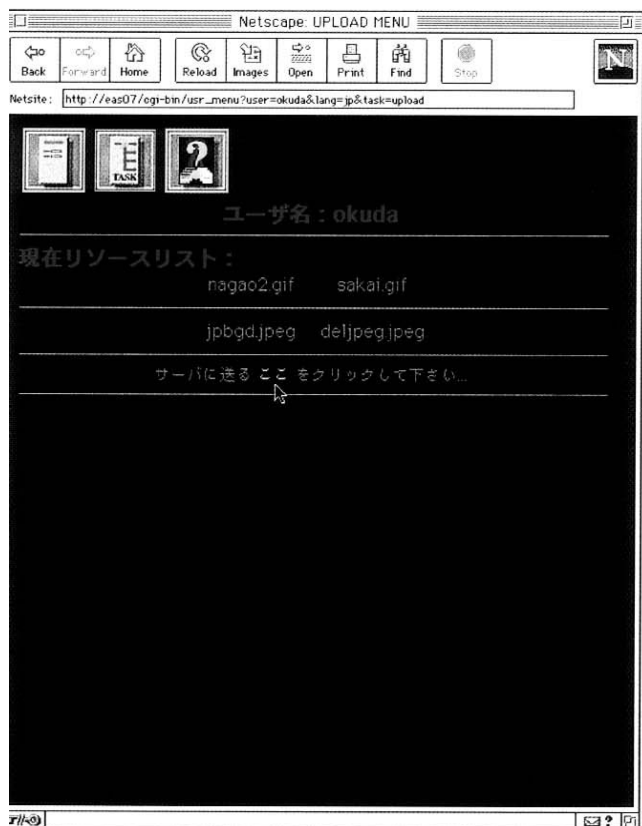 Netscape: UPLOAD MENU
Back Forward Home Reload Images Open Print Find Stop
N
Netsite: http://eas07/cgi-bin/usr_menu?user=okuda&lang=jp&task=upload
TASK ?
ユーザ名：okuda
現在リソースリスト：
nagao2.gif sakai.gif
jpbgd.jpeg deljpeg.jpeg
サーバに送る ここ をクリックして下さい...
?